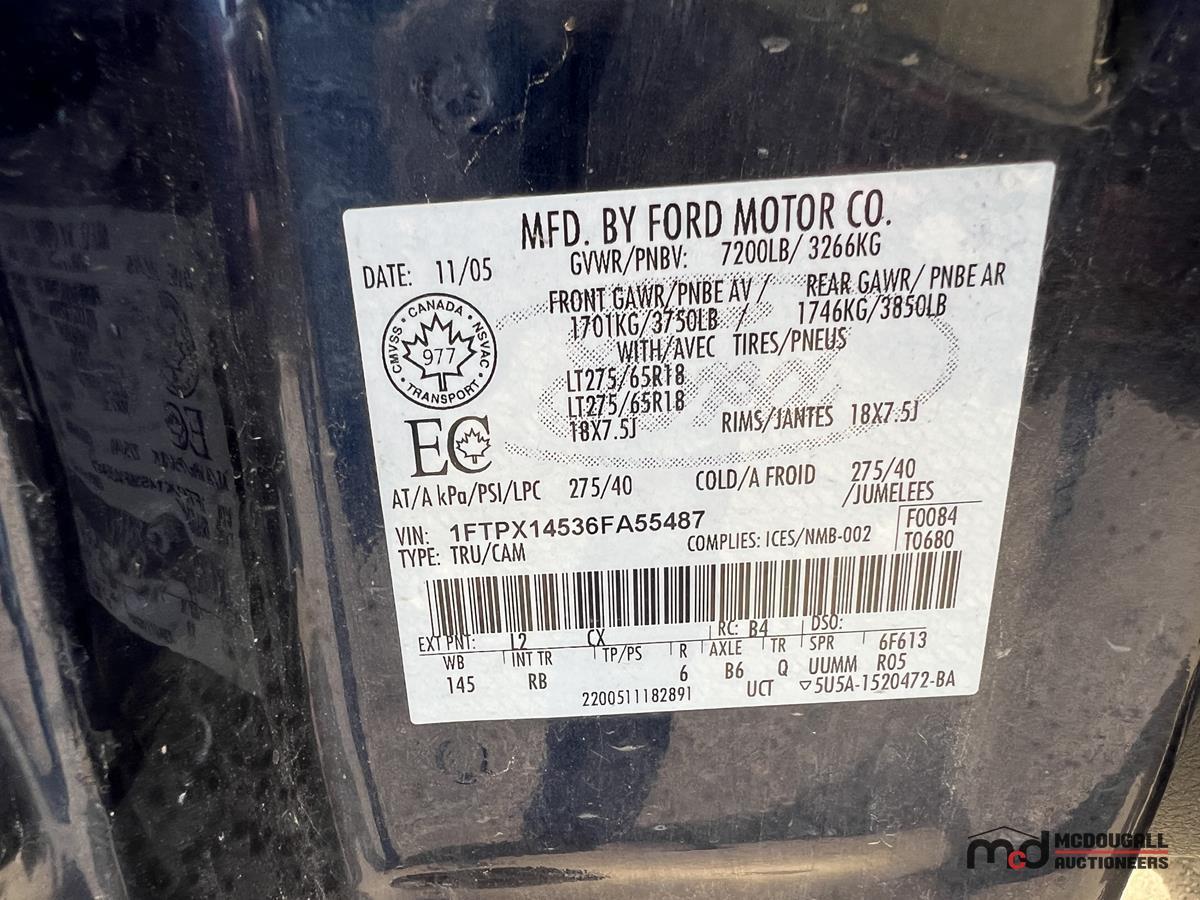 MFD. BY FORD MOTOR CO.
DATE: 11/05
GVWR/PNBV: 7200LB/ 3266KG
FRONT GAWR/PNBE AV / REAR GAWR/ PNBE AR
1701KG/3750LB / 1746KG/3850LB
WITH/AVEC TIRES/PNEUS
CMVSS • CANADA • NSVAC • TRANSPORT •
977
LT275/65R18
LT275/65R18
18X7.5J RIMS/JANTES 18X7.5J
EC
AT/A kPa/PSI/LPC 275/40 COLD/A FROID 275/40
/JUMELEES
VIN: 1FTPX14536FA55487
F0084
TYPE: TRU/CAM COMPLIES: ICES/NMB-002
T0680
EXT PNT: L2 CX RC: B4 DSO:
WB INT TR TP/PS R AXLE TR SPR 6F613
145 RB 6 B6 Q UUMM R05
2200511182891 UCT ▽5U5A-1520472-BA
mcd MCDOUGALL
AUCTIONEERS